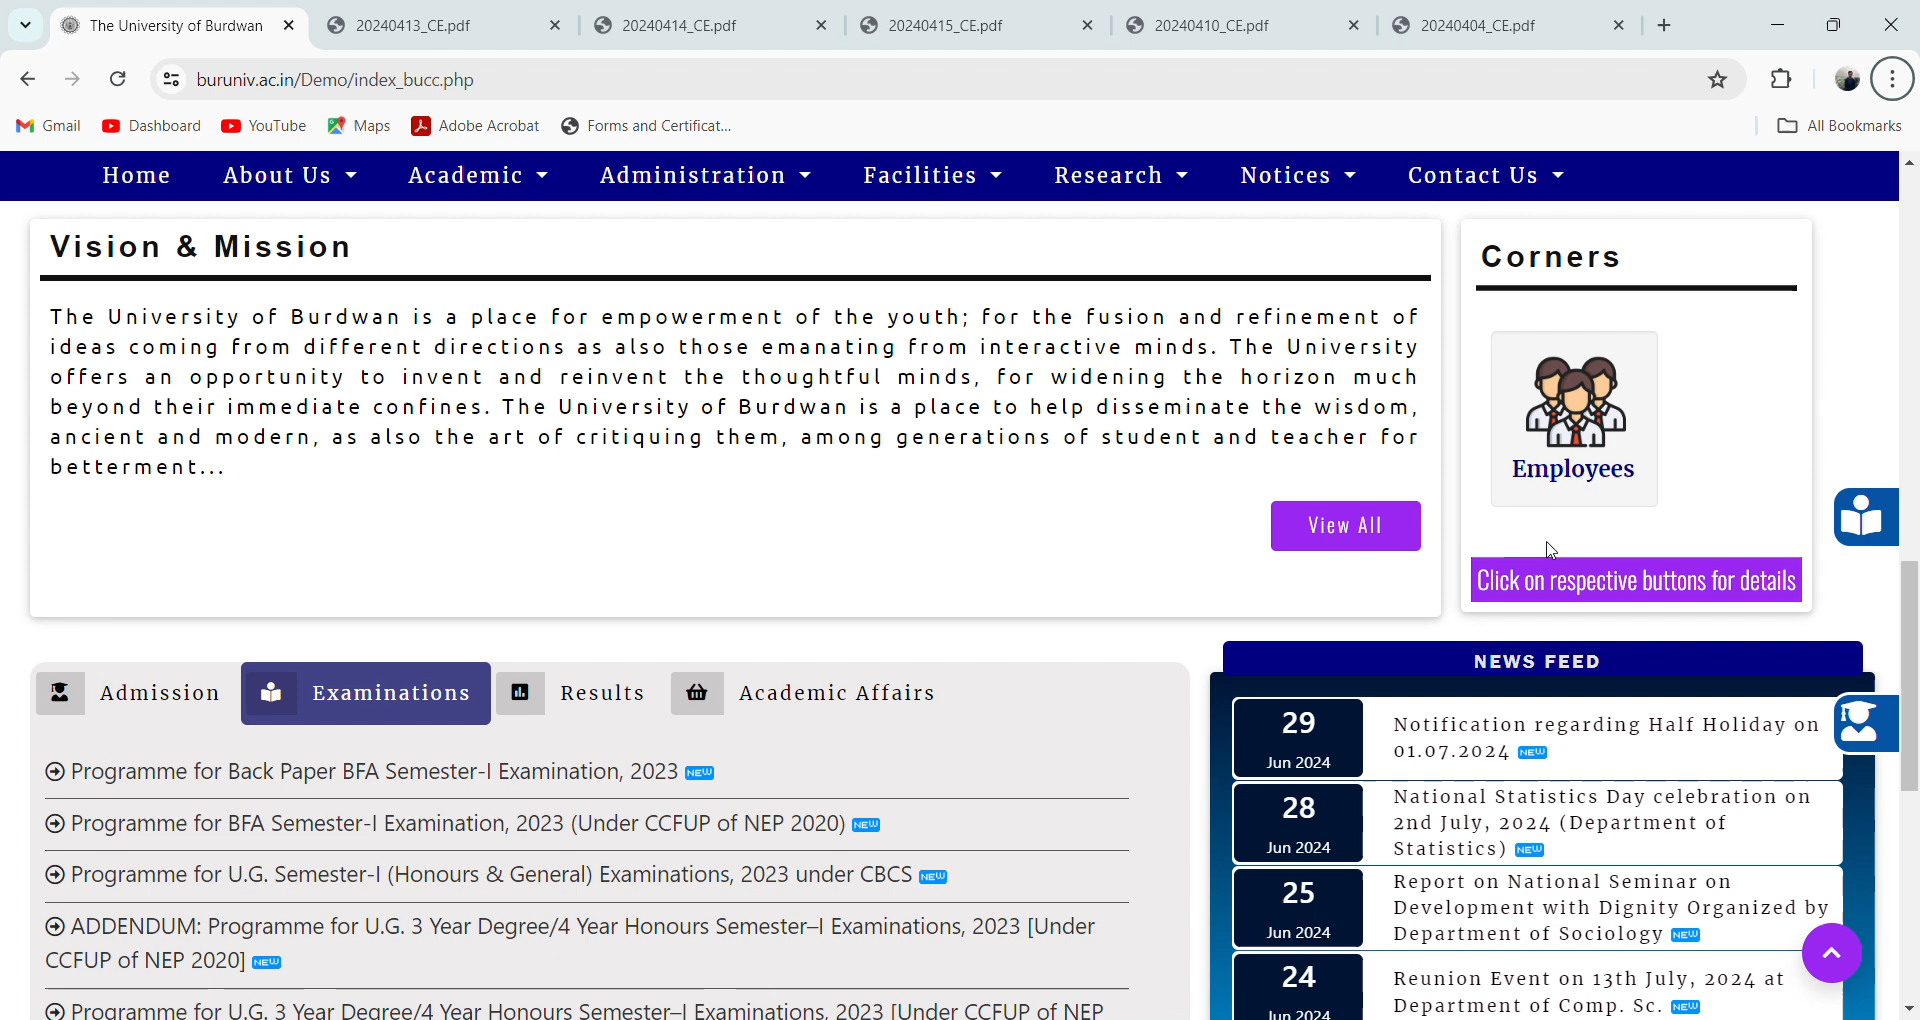 The University of Burdwan
20240413_CE.pdf
20240414_CE.pdf
20240415_CE.pdf
20240410_CE.pdf
20240404_CE.pdf
buruniv.ac.in/Demo/index_bucc.php
Gmail
Dashboard
YouTube
Maps
Adobe Acrobat
Forms and Certificat...
All Bookmarks
Home
About Us
Academic
Administration
Facilities
Research
Notices
Contact Us
Vision & Mission
The University of Burdwan is a place for empowerment of the youth; for the fusion and refinement of
ideas coming from different directions as also those emanating from interactive minds. The University
offers an opportunity to invent and reinvent the thoughtful minds, for widening the horizon much
beyond their immediate confines. The University of Burdwan is a place to help disseminate the wisdom,
ancient and modern, as also the art of critiquing them, among generations of student and teacher for
betterment...
View All
Corners
Employees
Click on respective buttons for details
Admission
Examinations
Results
Academic Affairs
Programme for Back Paper BFA Semester-I Examination, 2023 NEW
Programme for BFA Semester-I Examination, 2023 (Under CCFUP of NEP 2020) NEW
Programme for U.G. Semester-I (Honours & General) Examinations, 2023 under CBCS NEW
ADDENDUM: Programme for U.G. 3 Year Degree/4 Year Honours Semester–I Examinations, 2023 [Under
CCFUP of NEP 2020] NEW
Programme for U.G. 3 Year Degree/4 Year Honours Semester–I Examinations, 2023 [Under CCFUP of NEP
NEWS FEED
29
Jun 2024
Notification regarding Half Holiday on
01.07.2024 NEW
28
Jun 2024
National Statistics Day celebration on
2nd July, 2024 (Department of
Statistics) NEW
25
Jun 2024
Report on National Seminar on
Development with Dignity Organized by
Department of Sociology NEW
24
Jun 2024
Reunion Event on 13th July, 2024 at
Department of Comp. Sc. NEW